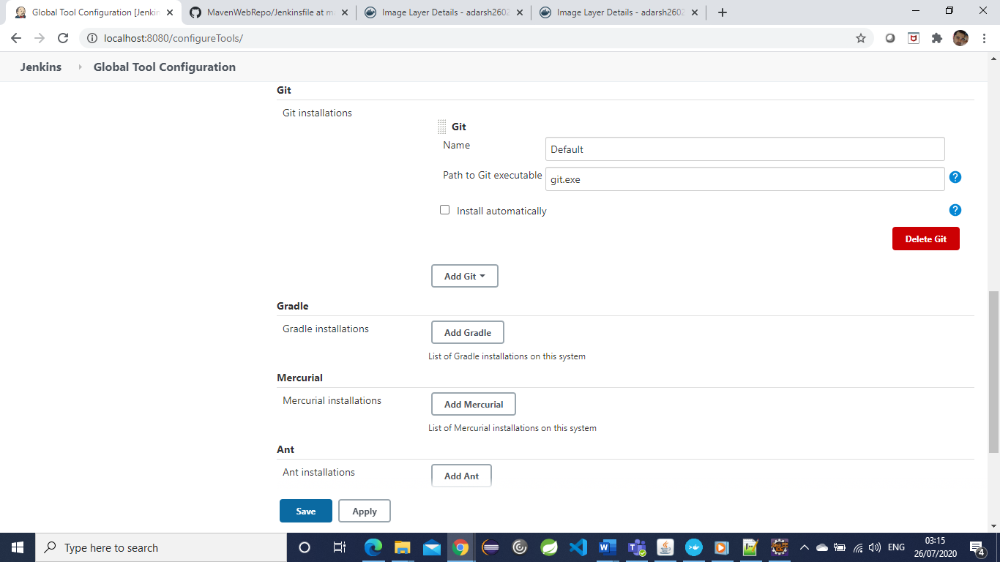 Global Tool Configuration [Jenkin
MavenWebRepo/Jenkinsfile at m
Image Layer Details - adarsh2602
Image Layer Details - adarsh2602
localhost:8080/configureTools/
Jenkins
Global Tool Configuration
Git
Git installations
Git
Name
Default
Path to Git executable
git.exe
?
Install automatically
?
Delete Git
Add Git
Gradle
Gradle installations
Add Gradle
List of Gradle installations on this system
Mercurial
Mercurial installations
Add Mercurial
List of Mercurial installations on this system
Ant
Ant installations
Add Ant
Save
Apply
Type here to search
ENG
03:15
26/07/2020
4